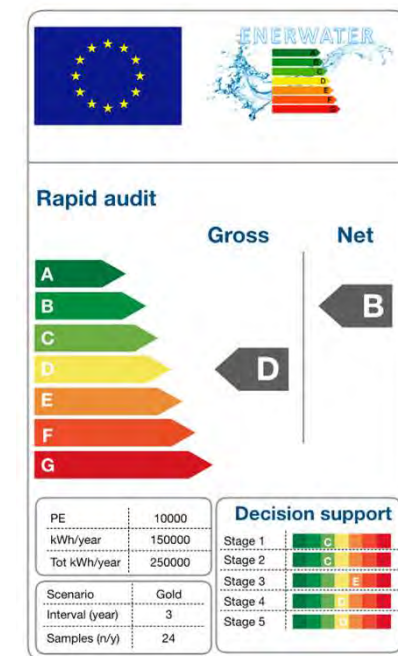 ENERWATER
A
B
C
D
E
F
Rapid audit
Gross Net
A
B
C
D
E
F
G
B
D
PE 10000
kWh/year 150000
Tot kWh/year 250000
Scenario Gold
Interval (year) 3
Samples (n/y) 24
Decision support
Stage 1 C
Stage 2 C
Stage 3 E
Stage 4 D
Stage 5 D